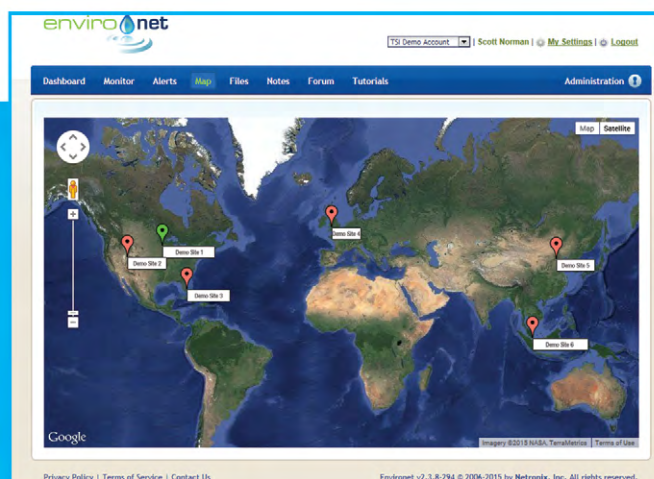 enviro net
TSI Demo Account | Scott Norman | My Settings | Logout
Dashboard Monitor Alerts Map Files Notes Forum Tutorials Administration
Map Satellite
Demo Site 1
Demo Site 2
Demo Site 3
Demo Site 4
Demo Site 5
Demo Site 6
Google
Imagery ©2015 NASA, TerraMetrics | Terms of Use
Privacy Policy | Terms of Service | Contact Us
Environet v2.3.8-294 © 2006-2015 by Netronix, Inc. All rights reserved.